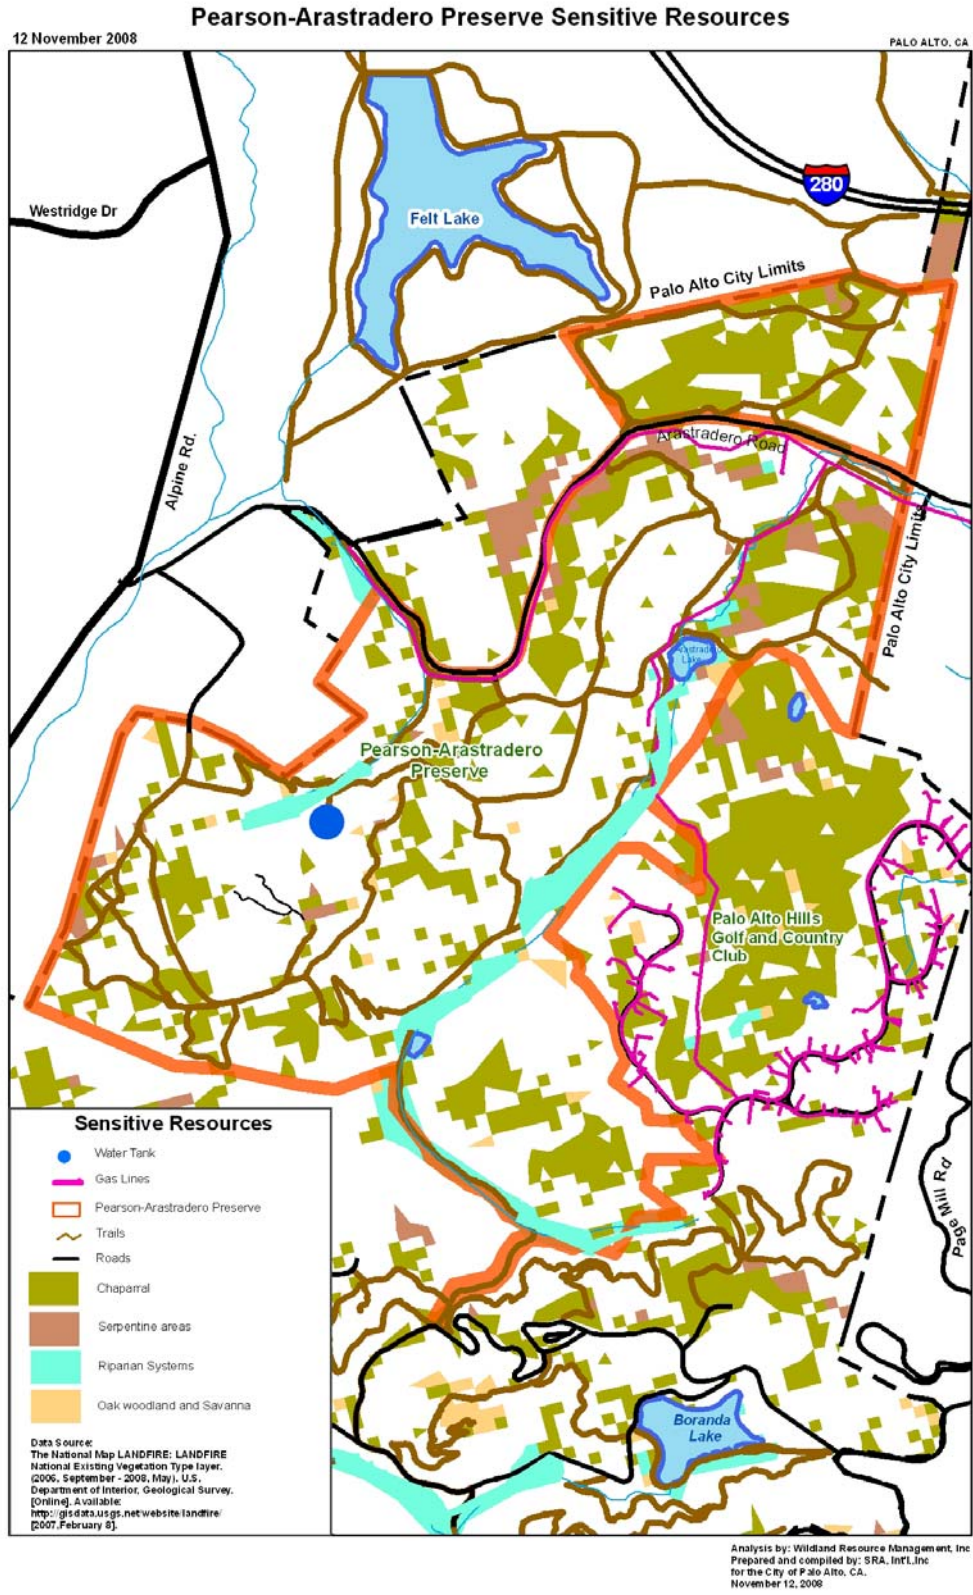 Pearson-Arastradero Preserve Sensitive Resources
12 November 2008
PALO ALTO, CA
280
Westridge Dr
Felt Lake
Palo Alto City Limits
Arastradero Road
Alpine Rd.
Palo Alto City Limits
Arastradero
Lake
Pearson-Arastradero
Preserve
Palo Alto Hills
Golf and Country
Club
Page Mill Rd
Sensitive Resources
Water Tank
Gas Lines
Pearson-Arastradero Preserve
Trails
Roads
Chaparral
Serpentine areas
Riparian Systems
Oak woodland and Savanna
Boranda
Lake
Data Source:
The National Map LANDFIRE: LANDFIRE
National Existing Vegetation Type layer.
(2006, September - 2008, May). U.S.
Department of Interior, Geological Survey.
[Online]. Available:
http://gisdata.usgs.net/website/landfire/
[2007,February 8].
Analysis by: Wildland Resource Management, Inc
Prepared and compiled by: SRA, Int'l.,Inc
for the City of Palo Alto, CA.
November 12, 2008